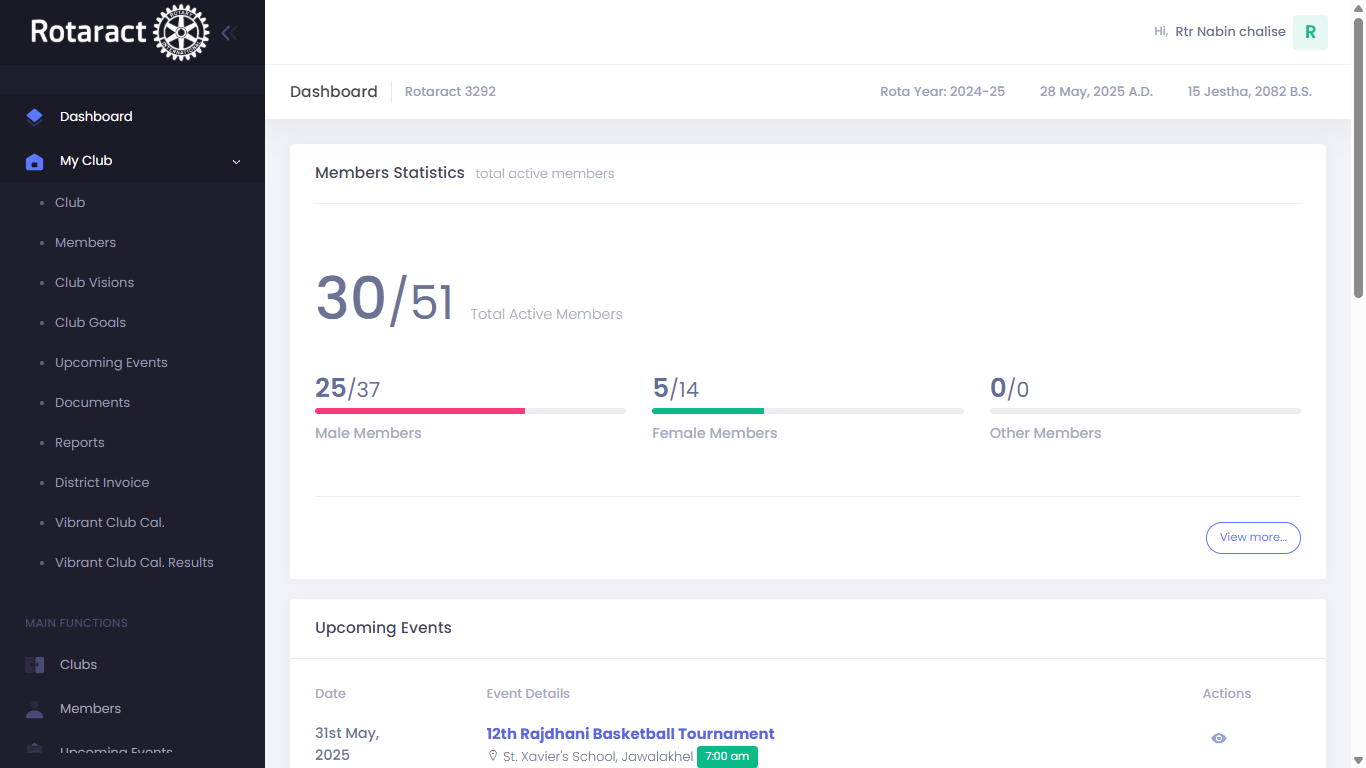 Rotaract
ROTARY
INTERNATIONAL
Hi, Rtr Nabin chalise R
Dashboard
Rotaract 3292
Rota Year: 2024-25
28 May, 2025 A.D.
15 Jestha, 2082 B.S.
Dashboard
My Club
Club
Members
Club Visions
Club Goals
Upcoming Events
Documents
Reports
District Invoice
Vibrant Club Cal.
Vibrant Club Cal. Results
MAIN FUNCTIONS
Clubs
Members
Upcoming Events
Members Statistics total active members
30/51 Total Active Members
25/37
Male Members
5/14
Female Members
0/0
Other Members
View more...
Upcoming Events
Date Event Details Actions
31st May,
2025
12th Rajdhani Basketball Tournament
St. Xavier's School, Jawalakhel 7:00 am